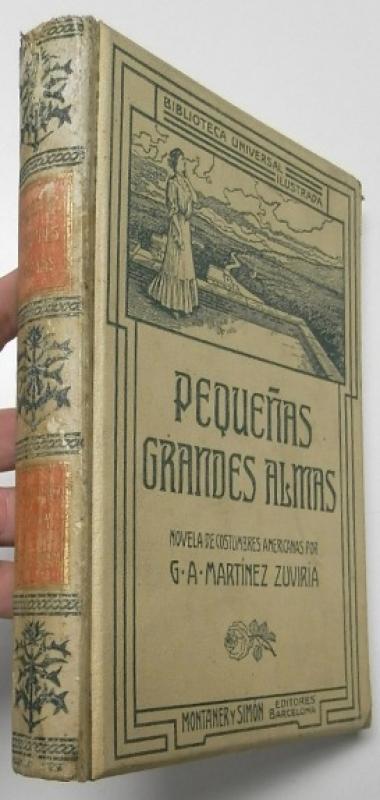 BIBLIOTECA UNIVERSAL
ILUSTRADA
PEQUEÑAS
GRANDES ALMAS
NOVELA DE COSTUMBRES AMERICANAS POR
G·A·MARTÍNEZ ZUVIRÍA
MONTANER Y SIMÓN
EDITORES
BARCELONA